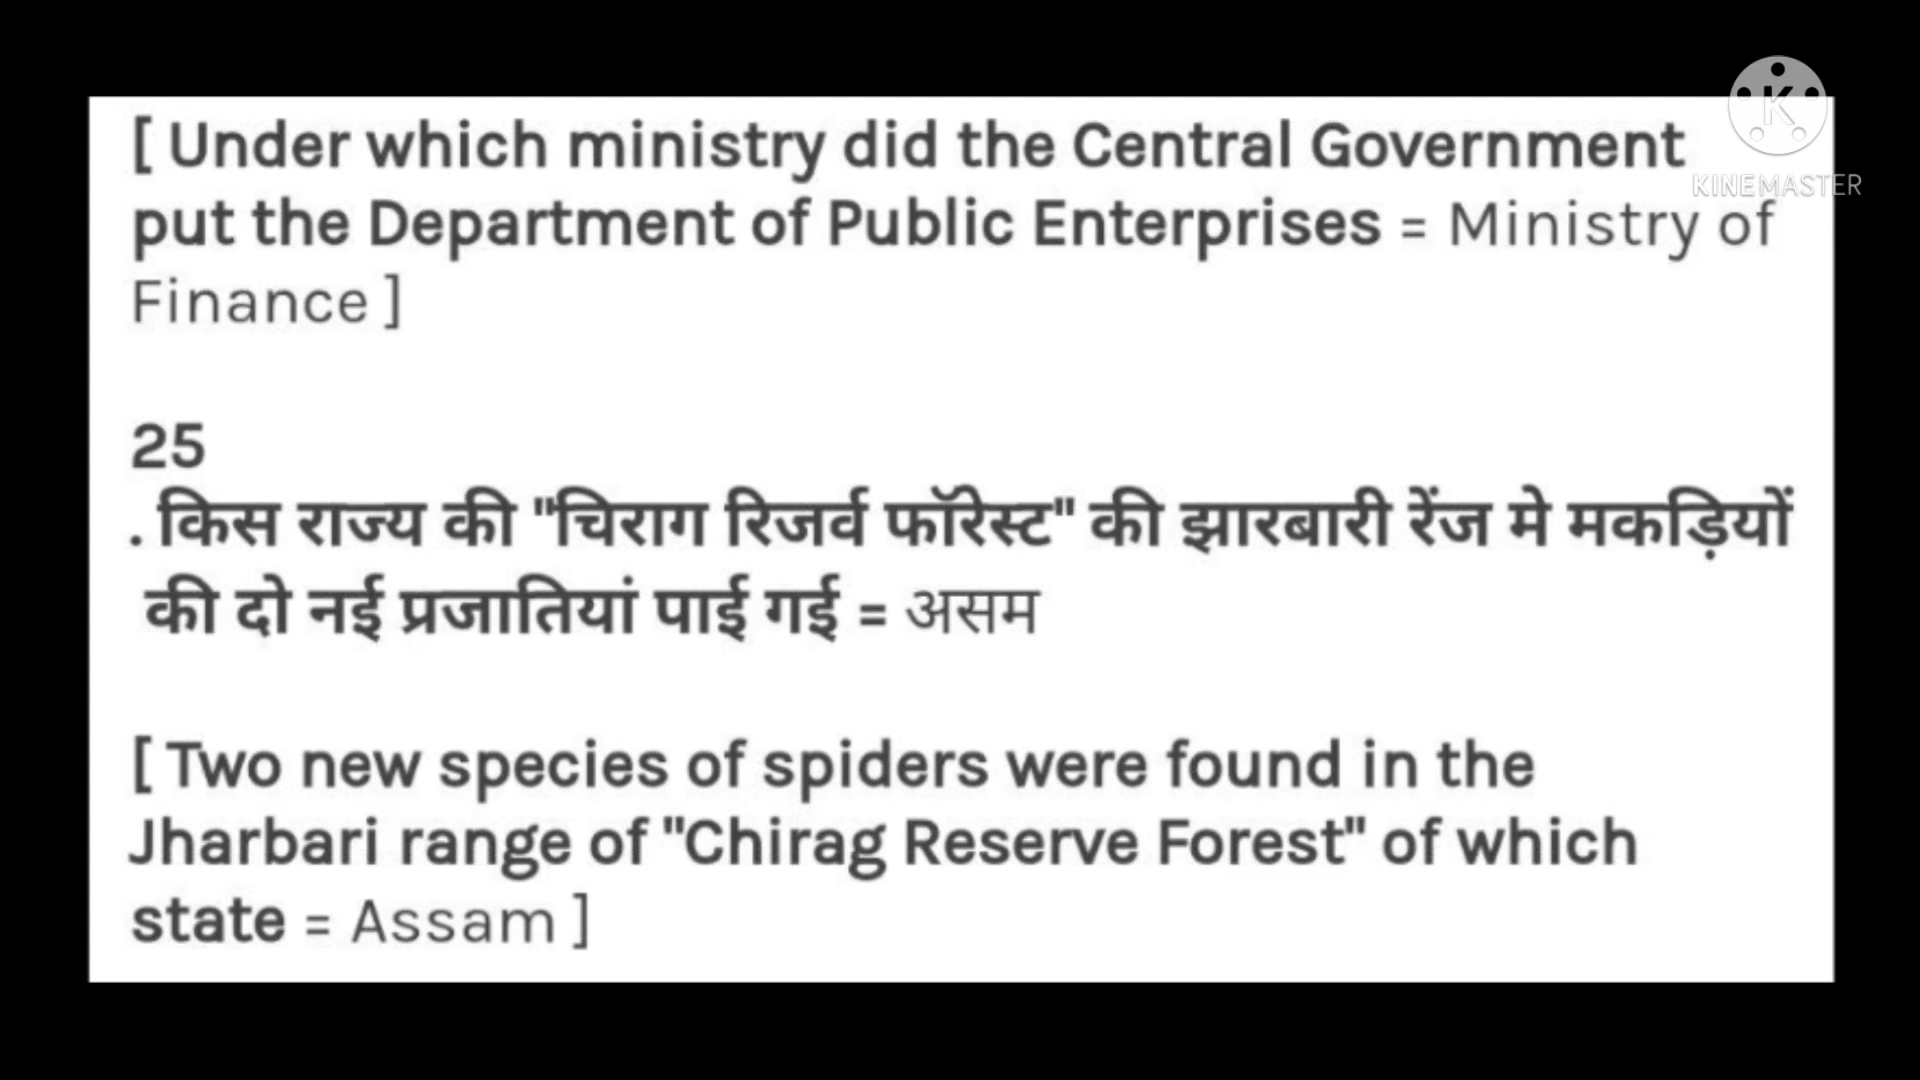 [ Under which ministry did the Central Government
put the Department of Public Enterprises = Ministry of
Finance ]
25
. किस राज्य की "चिराग रिजर्व फॉरेस्ट" की झारबारी रेंज मे मकड़ियों
की दो नई प्रजातियां पाई गई = असम
[ Two new species of spiders were found in the
Jharbari range of "Chirag Reserve Forest" of which
state = Assam ]
K
KINEMASTER